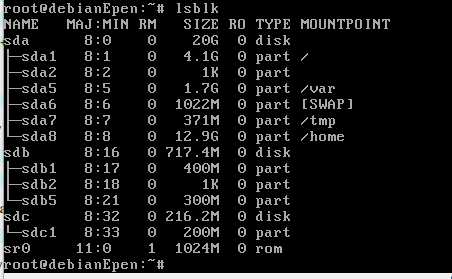 root@debianEpen:~# lsblk
NAME   MAJ:MIN RM   SIZE RO TYPE MOUNTPOINT
sda      8:0    0    20G  0 disk
├─sda1   8:1    0   4.1G  0 part /
├─sda2   8:2    0     1K  0 part
├─sda5   8:5    0   1.7G  0 part /var
├─sda6   8:6    0  1022M  0 part [SWAP]
├─sda7   8:7    0   371M  0 part /tmp
└─sda8   8:8    0  12.9G  0 part /home
sdb      8:16   0 717.4M  0 disk
├─sdb1   8:17   0   400M  0 part
├─sdb2   8:18   0     1K  0 part
└─sdb5   8:21   0   300M  0 part
sdc      8:32   0 216.2M  0 disk
└─sdc1   8:33   0   200M  0 part
sr0     11:0    1  1024M  0 rom
root@debianEpen:~#